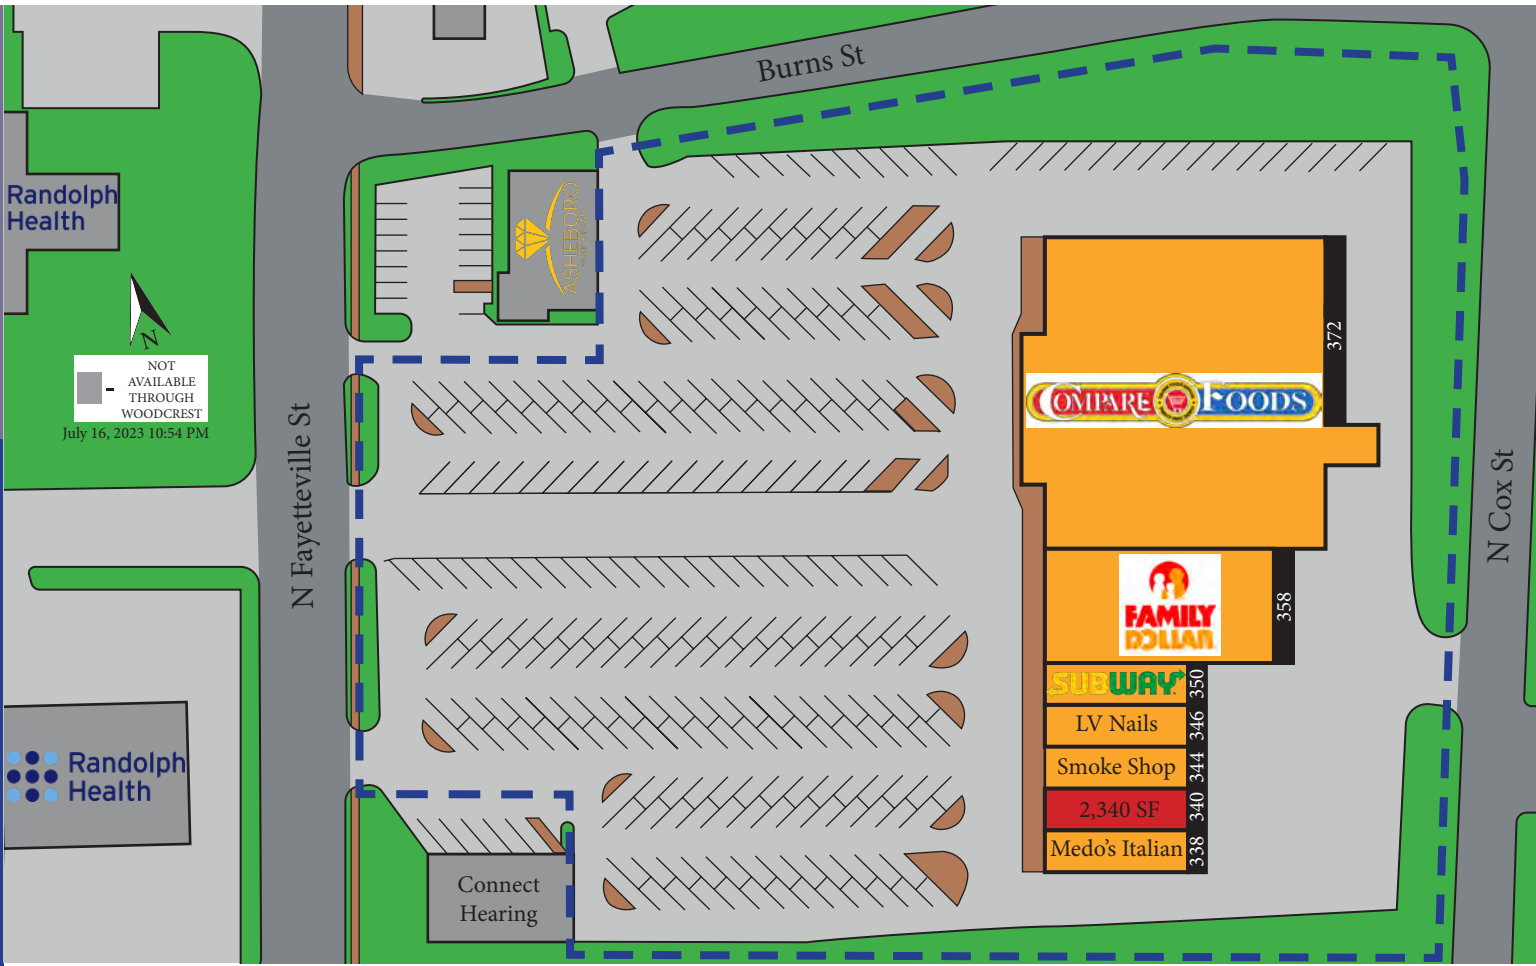 Burns St
Randolph
Health
ASHEBORO
N
NOT
AVAILABLE
THROUGH
WOODCREST
July 16, 2023 10:54 PM
N Fayetteville St
372
COMPARE FOODS
N Cox St
358
FAMILY
DOLLAR
SUBWAY
350
LV Nails
346
Smoke Shop
344
2,340 SF
340
Medo's Italian
338
Randolph
Health
Connect
Hearing